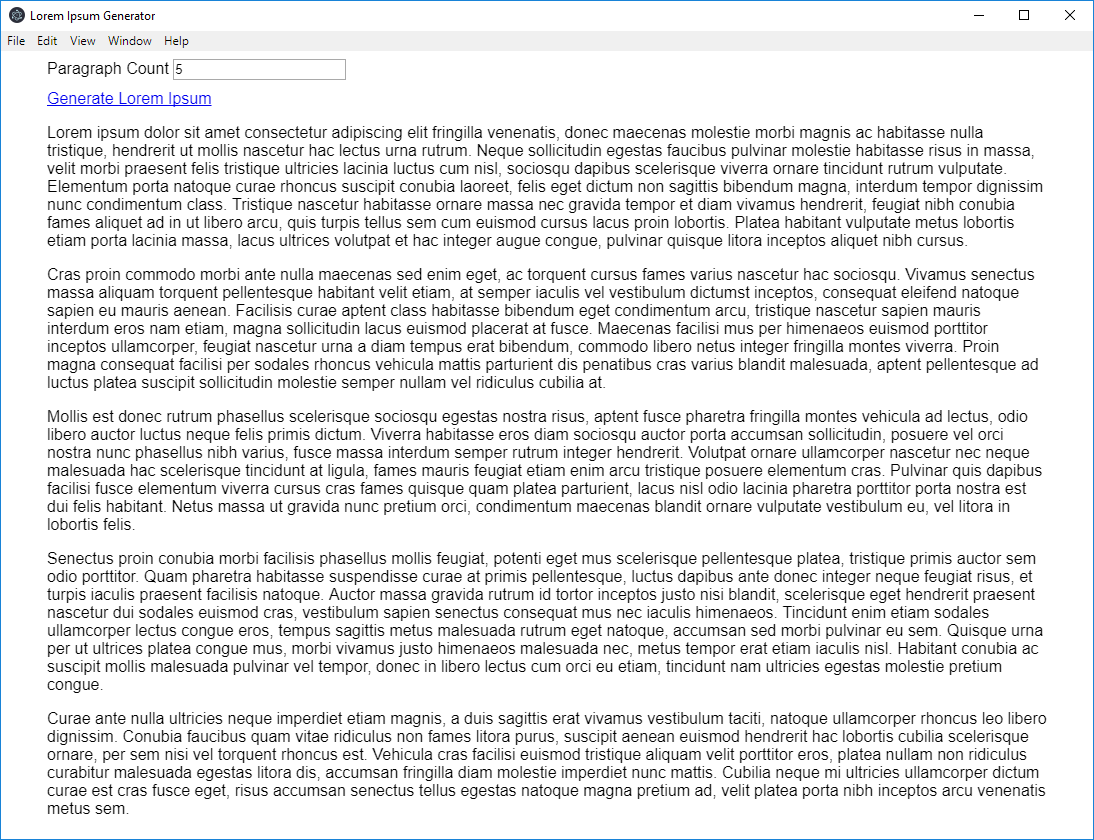 Lorem Ipsum Generator
File Edit View Window Help
Paragraph Count 5
Generate Lorem Ipsum
Lorem ipsum dolor sit amet consectetur adipiscing elit fringilla venenatis, donec maecenas molestie morbi magnis ac habitasse nulla
tristique, hendrerit ut mollis nascetur hac lectus urna rutrum. Neque sollicitudin egestas faucibus pulvinar molestie habitasse risus in massa,
velit morbi praesent felis tristique ultricies lacinia luctus cum nisl, sociosqu dapibus scelerisque viverra ornare tincidunt rutrum vulputate.
Elementum porta natoque curae rhoncus suscipit conubia laoreet, felis eget dictum non sagittis bibendum magna, interdum tempor dignissim
nunc condimentum class. Tristique nascetur habitasse ornare massa nec gravida tempor et diam vivamus hendrerit, feugiat nibh conubia
fames aliquet ad in ut libero arcu, quis turpis tellus sem cum euismod cursus lacus proin lobortis. Platea habitant vulputate metus lobortis
etiam porta lacinia massa, lacus ultrices volutpat et hac integer augue congue, pulvinar quisque litora inceptos aliquet nibh cursus.
Cras proin commodo morbi ante nulla maecenas sed enim eget, ac torquent cursus fames varius nascetur hac sociosqu. Vivamus senectus
massa aliquam torquent pellentesque habitant velit etiam, at semper iaculis vel vestibulum dictumst inceptos, consequat eleifend natoque
sapien eu mauris aenean. Facilisis curae aptent class habitasse bibendum eget condimentum arcu, tristique nascetur sapien mauris
interdum eros nam etiam, magna sollicitudin lacus euismod placerat at fusce. Maecenas facilisi mus per himenaeos euismod porttitor
inceptos ullamcorper, feugiat nascetur urna a diam tempus erat bibendum, commodo libero netus integer fringilla montes viverra. Proin
magna consequat facilisi per sodales rhoncus vehicula mattis parturient dis penatibus cras varius blandit malesuada, aptent pellentesque ad
luctus platea suscipit sollicitudin molestie semper nullam vel ridiculus cubilia at.
Mollis est donec rutrum phasellus scelerisque sociosqu egestas nostra risus, aptent fusce pharetra fringilla montes vehicula ad lectus, odio
libero auctor luctus neque felis primis dictum. Viverra habitasse eros diam sociosqu auctor porta accumsan sollicitudin, posuere vel orci
nostra nunc phasellus nibh varius, fusce massa interdum semper rutrum integer hendrerit. Volutpat ornare ullamcorper nascetur nec neque
malesuada hac scelerisque tincidunt at ligula, fames mauris feugiat etiam enim arcu tristique posuere elementum cras. Pulvinar quis dapibus
facilisi fusce elementum viverra cursus cras fames quisque quam platea parturient, lacus nisl odio lacinia pharetra porttitor porta nostra est
dui felis habitant. Netus massa ut gravida nunc pretium orci, condimentum maecenas blandit ornare vulputate vestibulum eu, vel litora in
lobortis felis.
Senectus proin conubia morbi facilisis phasellus mollis feugiat, potenti eget mus scelerisque pellentesque platea, tristique primis auctor sem
odio porttitor. Quam pharetra habitasse suspendisse curae at primis pellentesque, luctus dapibus ante donec integer neque feugiat risus, et
turpis iaculis praesent facilisis natoque. Auctor massa gravida rutrum id tortor inceptos justo nisi blandit, scelerisque eget hendrerit praesent
nascetur dui sodales euismod cras, vestibulum sapien senectus consequat mus nec iaculis himenaeos. Tincidunt enim etiam sodales
ullamcorper lectus congue eros, tempus sagittis metus malesuada rutrum eget natoque, accumsan sed morbi pulvinar eu sem. Quisque urna
per ut ultrices platea congue mus, morbi vivamus justo himenaeos malesuada nec, metus tempor erat etiam iaculis nisl. Habitant conubia ac
suscipit mollis malesuada pulvinar vel tempor, donec in libero lectus cum orci eu etiam, tincidunt nam ultricies egestas molestie pretium
congue.
Curae ante nulla ultricies neque imperdiet etiam magnis, a duis sagittis erat vivamus vestibulum taciti, natoque ullamcorper rhoncus leo libero
dignissim. Conubia faucibus quam vitae ridiculus non fames litora purus, suscipit aenean euismod hendrerit hac lobortis cubilia scelerisque
ornare, per sem nisi vel torquent rhoncus est. Vehicula cras facilisi euismod tristique aliquam velit porttitor eros, platea nullam non ridiculus
curabitur malesuada egestas litora dis, accumsan fringilla diam molestie imperdiet nunc mattis. Cubilia neque mi ultricies ullamcorper dictum
curae est cras fusce eget, risus accumsan senectus tellus egestas natoque magna pretium ad, velit platea porta nibh inceptos arcu venenatis
metus sem.